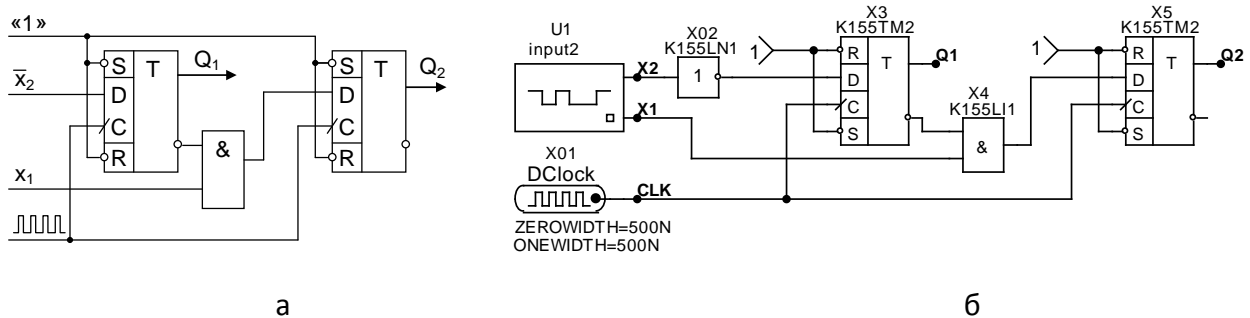 «1»
S T Q₁
x̅₂ D
C
R &
x₁
S T Q₂
D
C
R
а
U1
input2
X2
X1
X02
K155LN1
1
X01
DClock
CLK
ZEROWIDTH=500N
ONEWIDTH=500N
1
X3
K155TM2
R T Q1
D
C
S
X4
K155LI1
&
1
X5
K155TM2
R T Q2
D
C
S
б